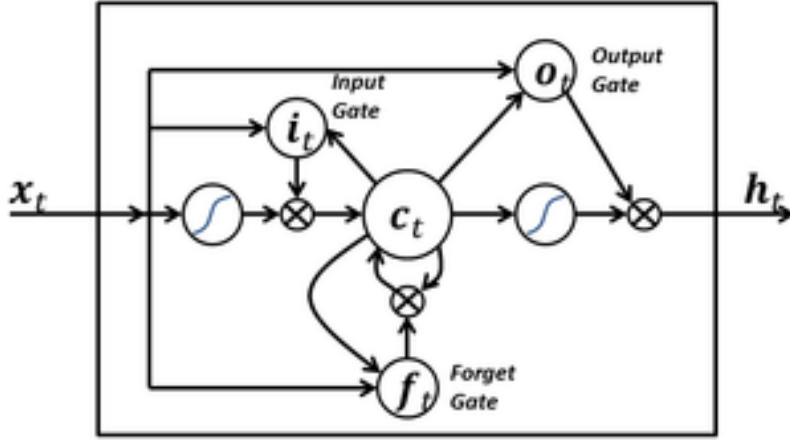 Output
Gate
o_t
Input
Gate
i_t
x_t
c_t
h_t
Forget
Gate
f_t